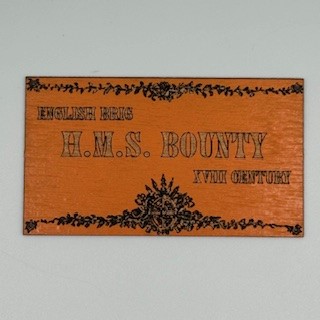 ENGLISH BRIG
H.M.S. BOUNTY
XVIII CENTURY